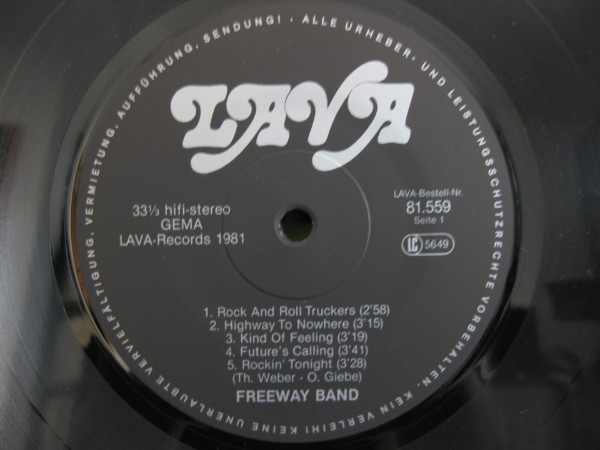 KEINE UNERLAUBTE VERVIELFÄLTIGUNG, VERMIETUNG, AUFFÜHRUNG, SENDUNG! - ALLE URHEBER- UND LEISTUNGSSCHUTZRECHTE VORBEHALTEN. KEIN VERLEIH!
LAVA
33⅓ hifi-stereo
GEMA
LAVA-Records 1981
LAVA-Bestell-Nr.
81.559
Seite 1
LC 5649
1. Rock And Roll Truckers (2'58)
2. Highway To Nowhere (3'15)
3. Kind Of Feeling (3'19)
4. Future's Calling (3'41)
5. Rockin' Tonight (3'28)
(Th. Weber - O. Giebe)
FREEWAY BAND